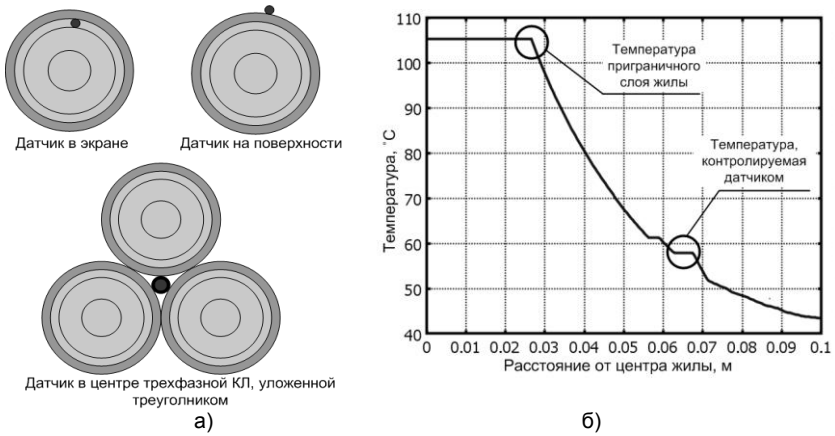 Датчик в экране
Датчик на поверхности
Датчик в центре трехфазной КЛ, уложенной
треуголником
а)
Температура, ˚С
110
100
90
80
70
60
50
40
Температура
приграничного
слоя жилы
Температура,
контролируемая
датчиком
0 0.01 0.02 0.03 0.04 0.05 0.06 0.07 0.08 0.09 0.1
Расстояние от центра жилы, м
б)